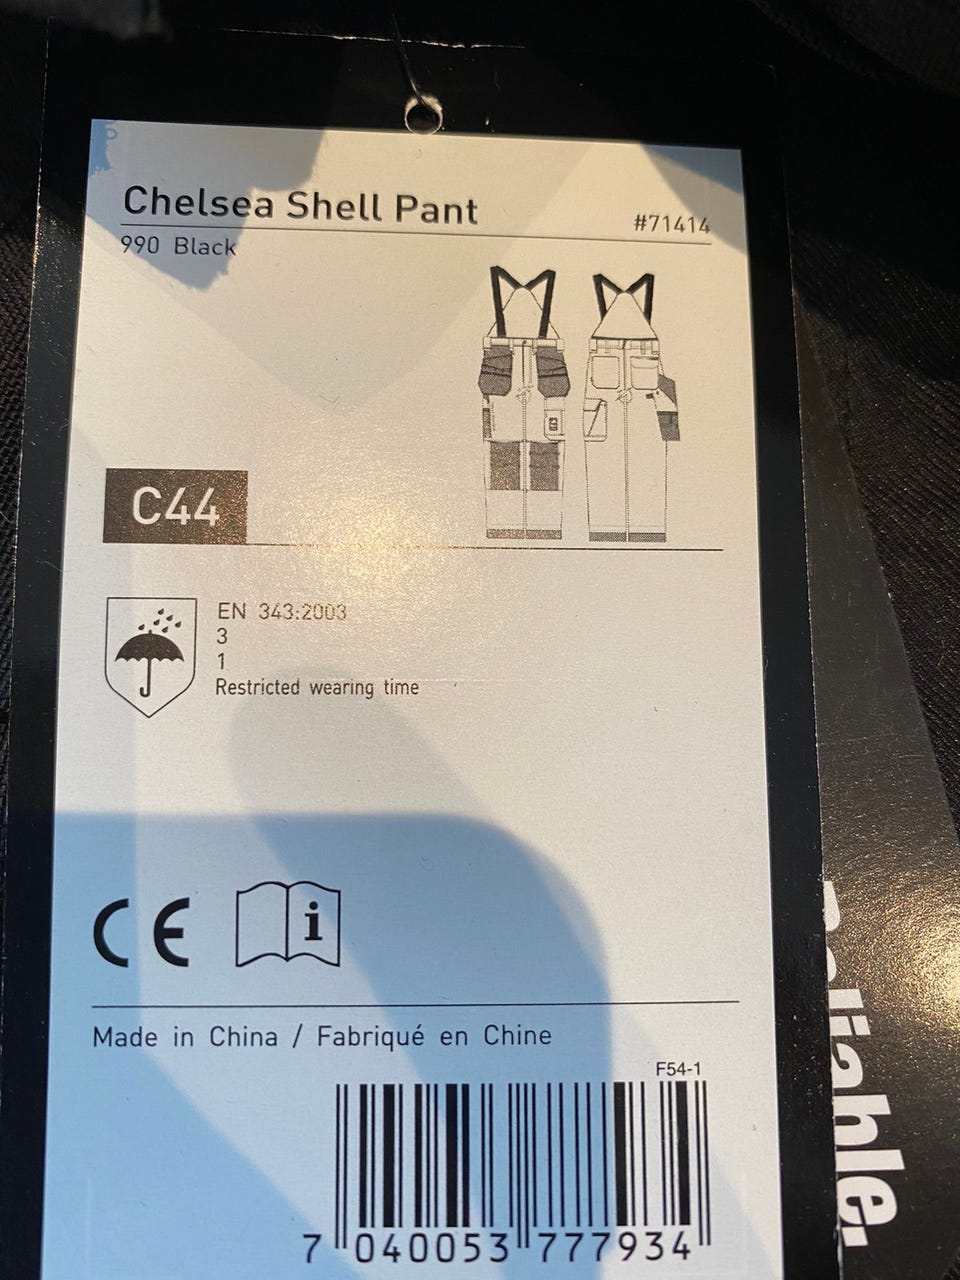 Chelsea Shell Pant
#71414
990 Black
C44
EN 343:2003
3
1
Restricted wearing time
CE
i
Made in China / Fabriqué en Chine
F54-1
7 040053 777934
Reliable.